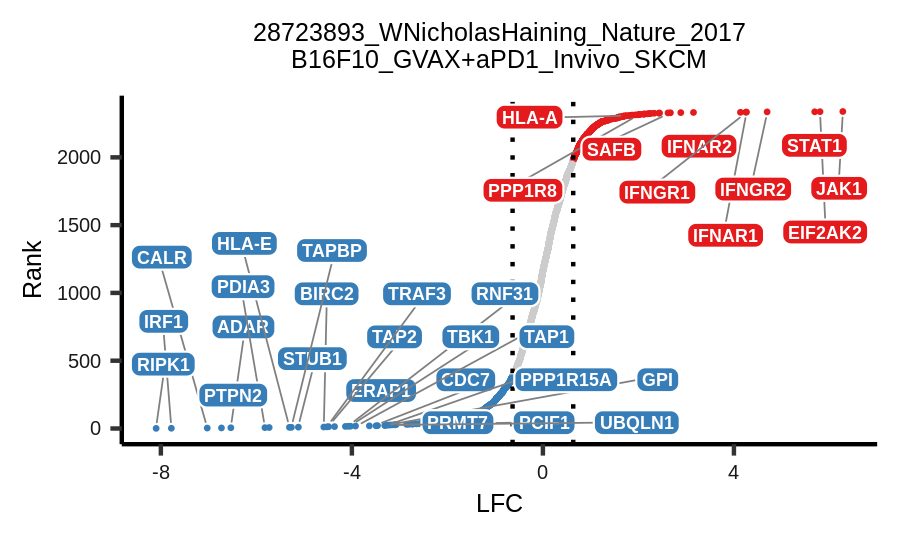 28723893_WNicholasHaining_Nature_2017
B16F10_GVAX+aPD1_Invivo_SKCM
HLA-A
SAFB
IFNAR2
STAT1
PPP1R8
IFNGR1
IFNGR2
JAK1
IFNAR1
EIF2AK2
CALR
HLA-E
TAPBP
PDIA3
BIRC2
TRAF3
RNF31
IRF1
ADAR
TAP2
TBK1
TAP1
RIPK1
STUB1
PTPN2
ERAP1
CDC7
PPP1R15A
GPI
PRMT7
PCIF1
UBQLN1
2000
1500
1000
500
0
Rank
-8
-4
0
4
LFC